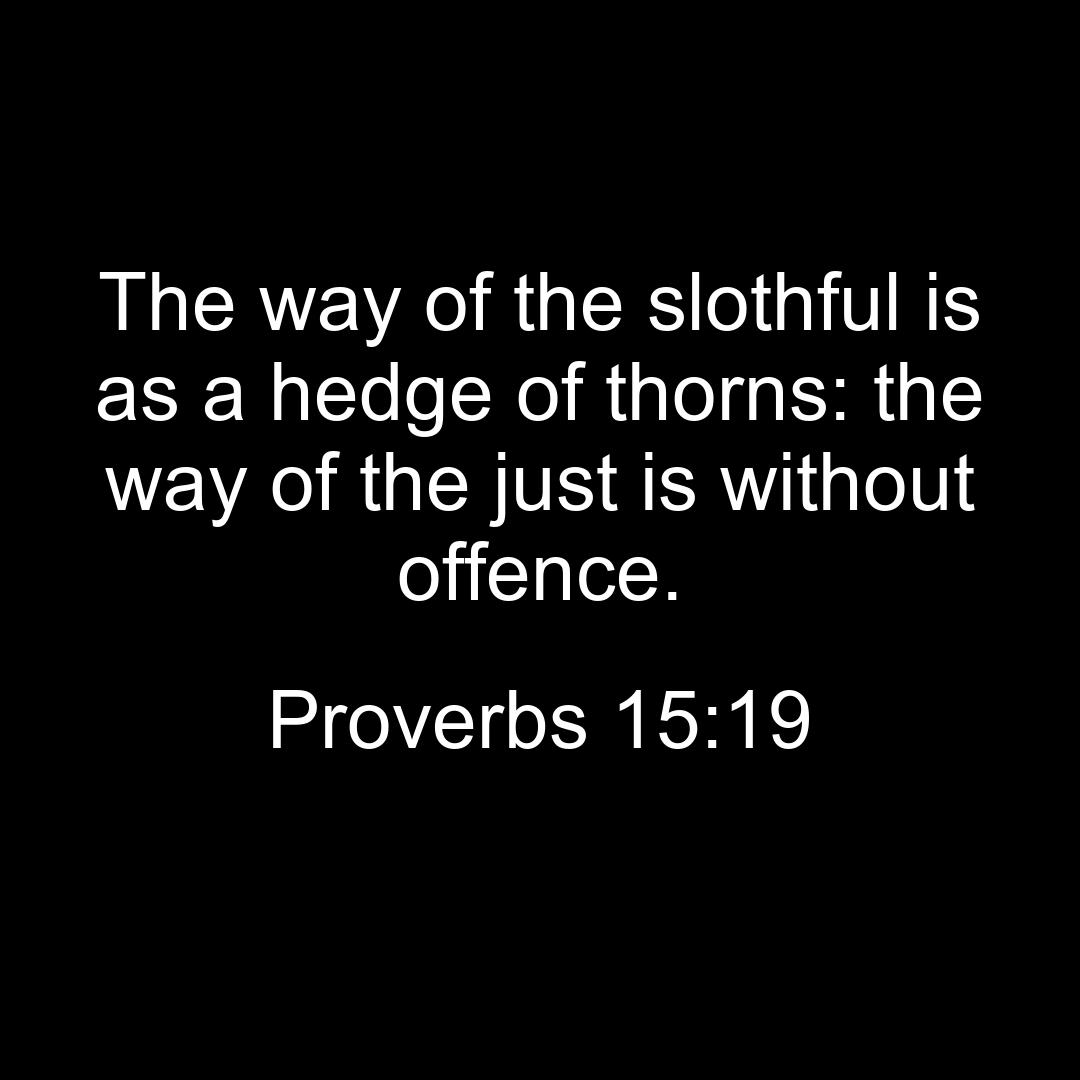 The way of the slothful is
as a hedge of thorns: the
way of the just is without
offence.
Proverbs 15:19